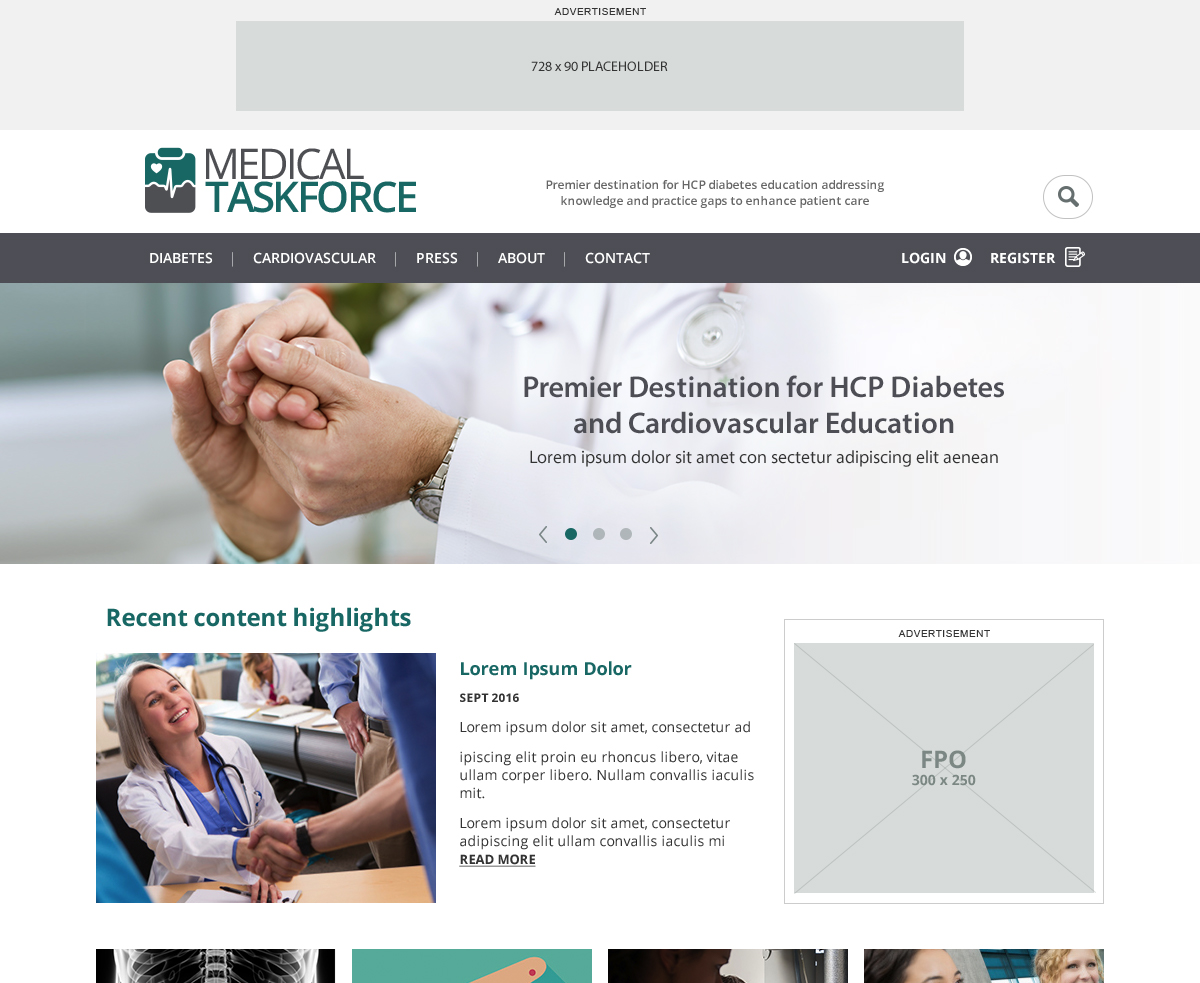 ADVERTISEMENT
728 x 90 PLACEHOLDER
MEDICAL
TASKFORCE
Premier destination for HCP diabetes education addressing
knowledge and practice gaps to enhance patient care
DIABETES CARDIOVASCULAR PRESS ABOUT CONTACT LOGIN REGISTER
Premier Destination for HCP Diabetes
and Cardiovascular Education
Lorem ipsum dolor sit amet con sectetur adipiscing elit aenean
Recent content highlights
Lorem Ipsum Dolor
SEPT 2016
Lorem ipsum dolor sit amet, consectetur ad
ipiscing elit proin eu rhoncus libero, vitae
ullam corper libero. Nullam convallis iaculis
mit.
Lorem ipsum dolor sit amet, consectetur
adipiscing elit ullam convallis iaculis mi
READ MORE
ADVERTISEMENT
FPO
300 x 250